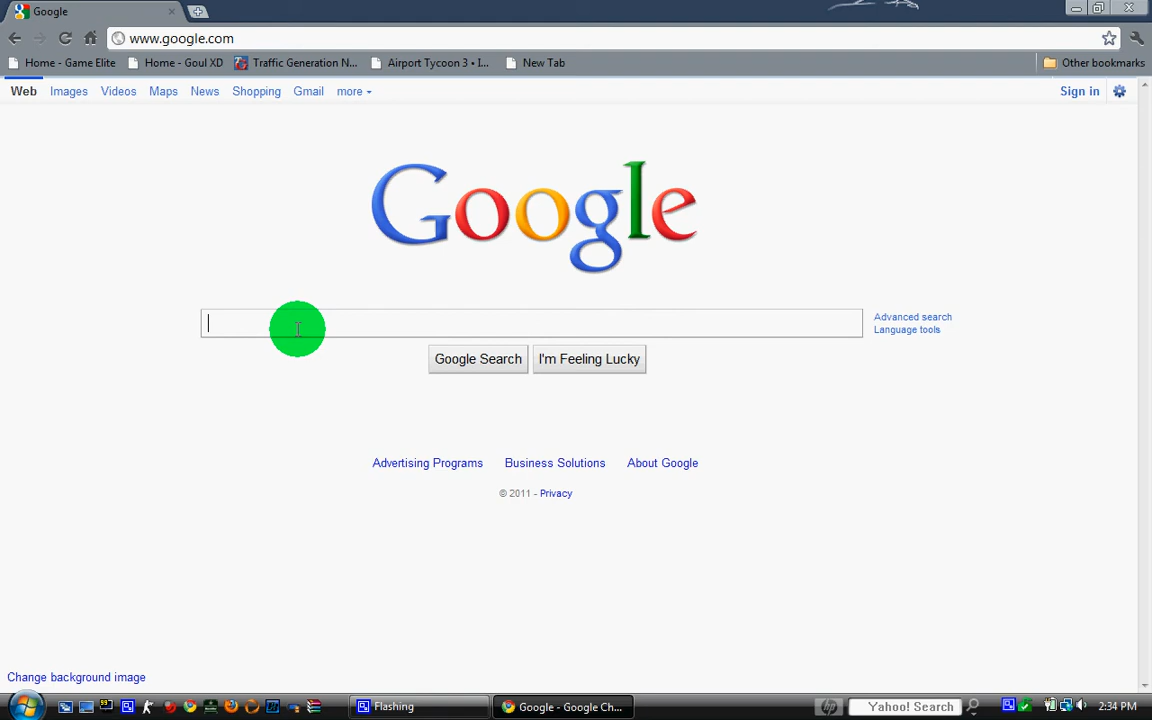 Google
www.google.com
Home - Game Elite Home - Goul XD Traffic Generation N... Airport Tycoon 3 • I... New Tab Other bookmarks
Web Images Videos Maps News Shopping Gmail more Sign in
Google
Advanced search
Language tools
Google Search I'm Feeling Lucky
Advertising Programs Business Solutions About Google
© 2011 - Privacy
Change background image
Flashing Google - Google Ch... hp Yahoo! Search 2:34 PM